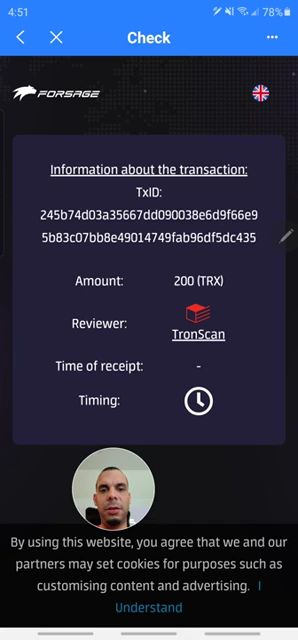 4:51
78%
Check
FORSAGE
Information about the transaction:
TxID:
245b74d03a35667dd090038e6d9f66e9
5b83c07bb8e49014749fab96df5dc435
Amount: 200 (TRX)
Reviewer: TronScan
Time of receipt: -
Timing:
By using this website, you agree that we and our
partners may set cookies for purposes such as
customising content and advertising. I
Understand